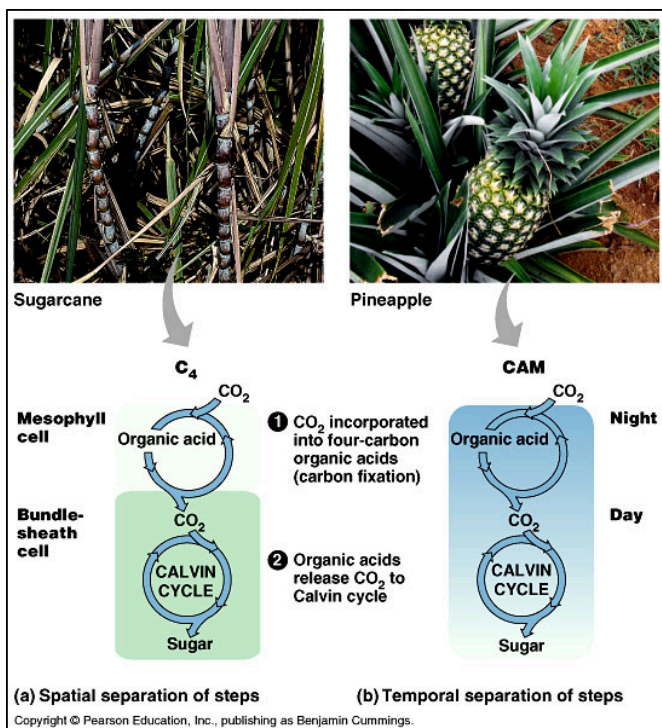 Sugarcane
Pineapple
C₄
CO₂
Mesophyll
cell
Organic acid
Bundle-
sheath
cell
CO₂
CALVIN
CYCLE
Sugar
❶ CO₂ incorporated
into four-carbon
organic acids
(carbon fixation)
❷ Organic acids
release CO₂ to
Calvin cycle
CAM
CO₂
Organic acid
Night
CO₂
Day
CALVIN
CYCLE
Sugar
(a) Spatial separation of steps
(b) Temporal separation of steps
Copyright © Pearson Education, Inc., publishing as Benjamin Cummings.